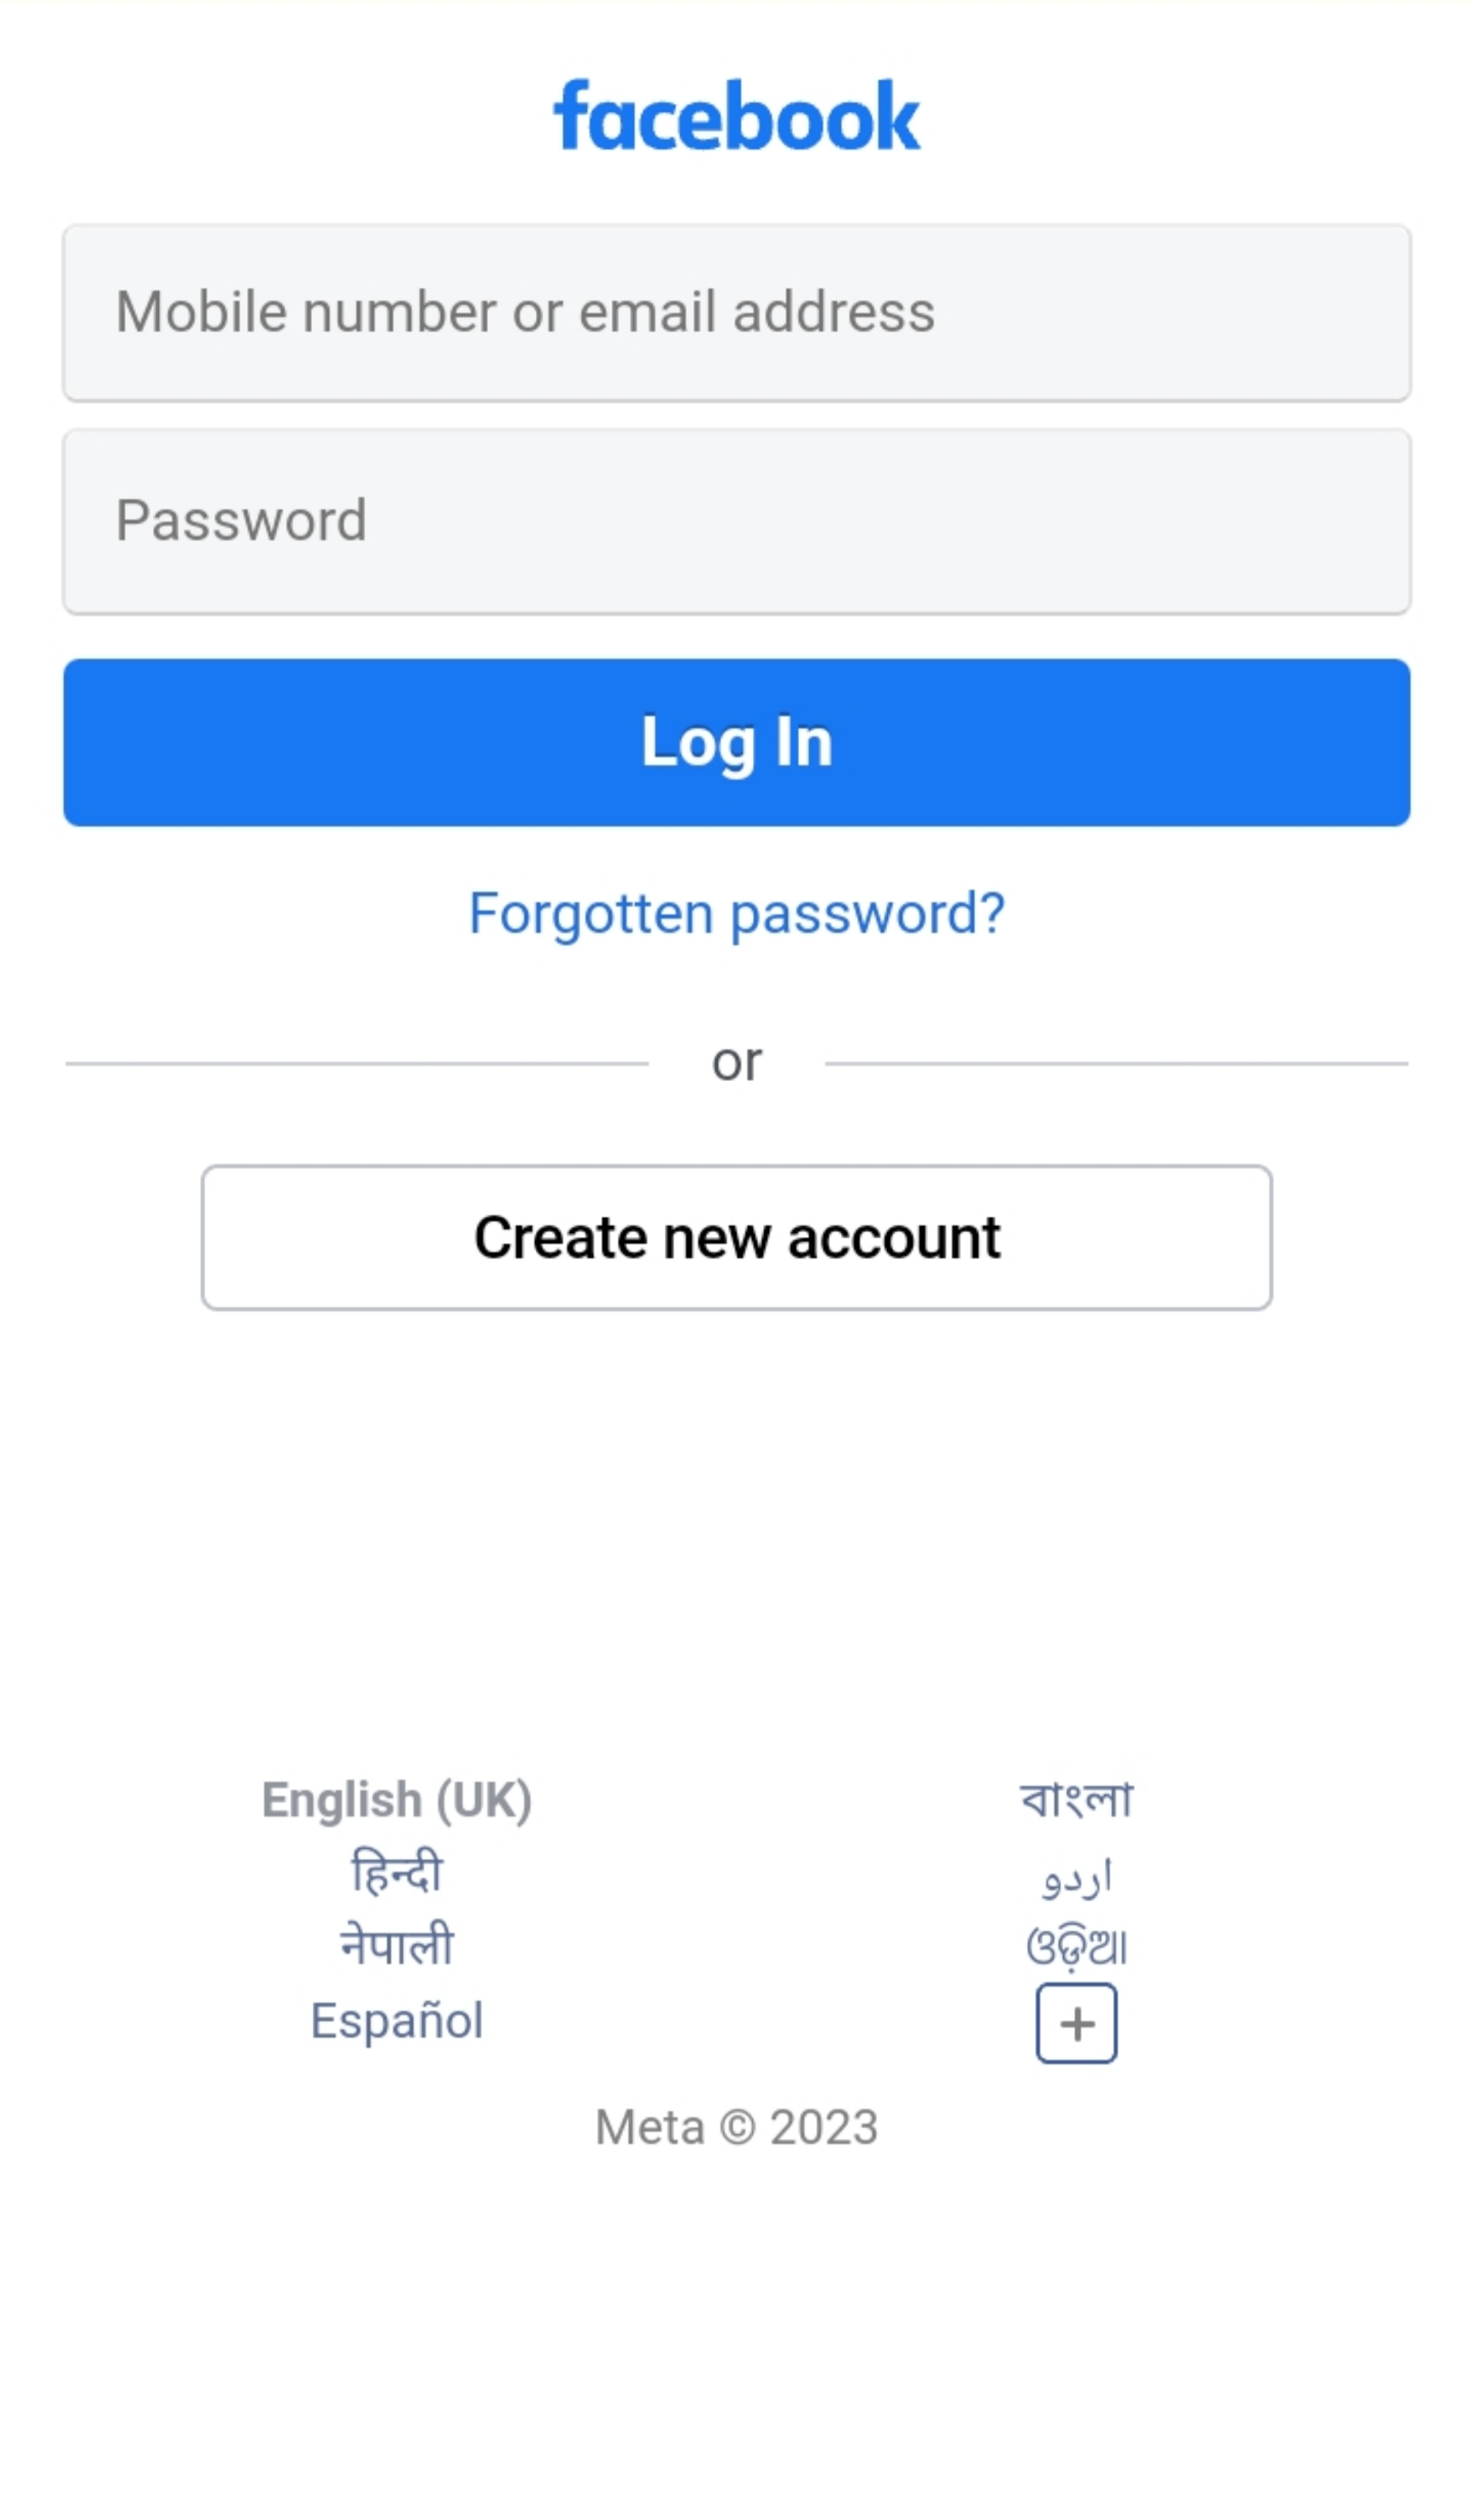 facebook
Mobile number or email address
Password
Log In
Forgotten password?
or
Create new account
English (UK)
বাংলা
हिन्दी
اردو
नेपाली
ଓଡ଼ିଆ
Español
+
Meta © 2023